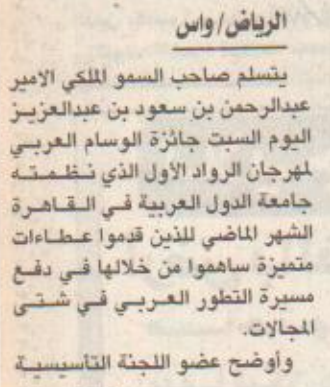 الرياض/واس
يتسلم صاحب السمو الملكي الامير
عبدالرحمن بن سعود بن عبدالعزيز
اليوم السبت جائزة الوسام العربي
لمهرجان الرواد الأول الذي نظمته
جامعة الدول العربية في القاهرة
الشهر الماضي للذين قدموا عطاءات
متميزة ساهموا من خلالها في دفع
مسيرة التطور العربي في شتى
المجالات.
وأوضح عضو اللجنة التأسيسية